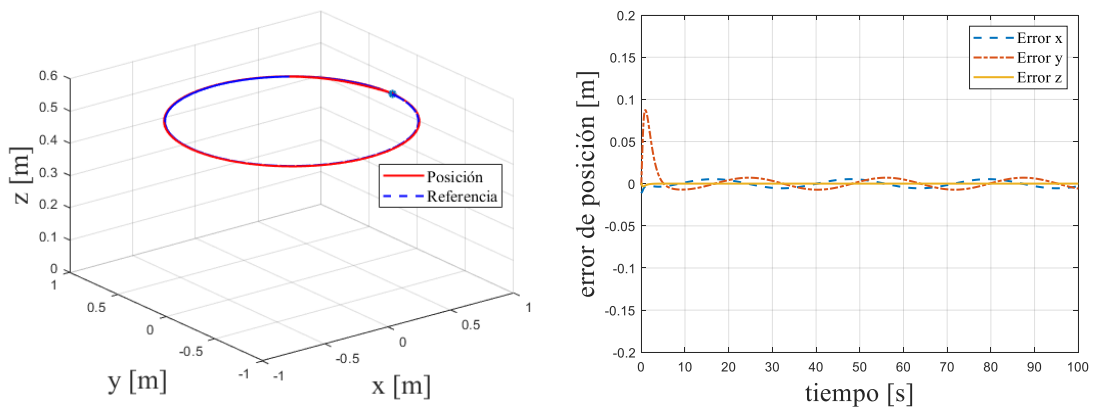 0.6
0.5
0.4
0.3
0.2
0.1
0
z [m]
1
0.5
0
-0.5
-1
y [m]
-1
-0.5
0
0.5
1
x [m]
Posición
Referencia
0.2
0.15
0.1
0.05
0
-0.05
-0.1
-0.15
-0.2
error de posición [m]
0 10 20 30 40 50 60 70 80 90 100
tiempo [s]
Error x
Error y
Error z